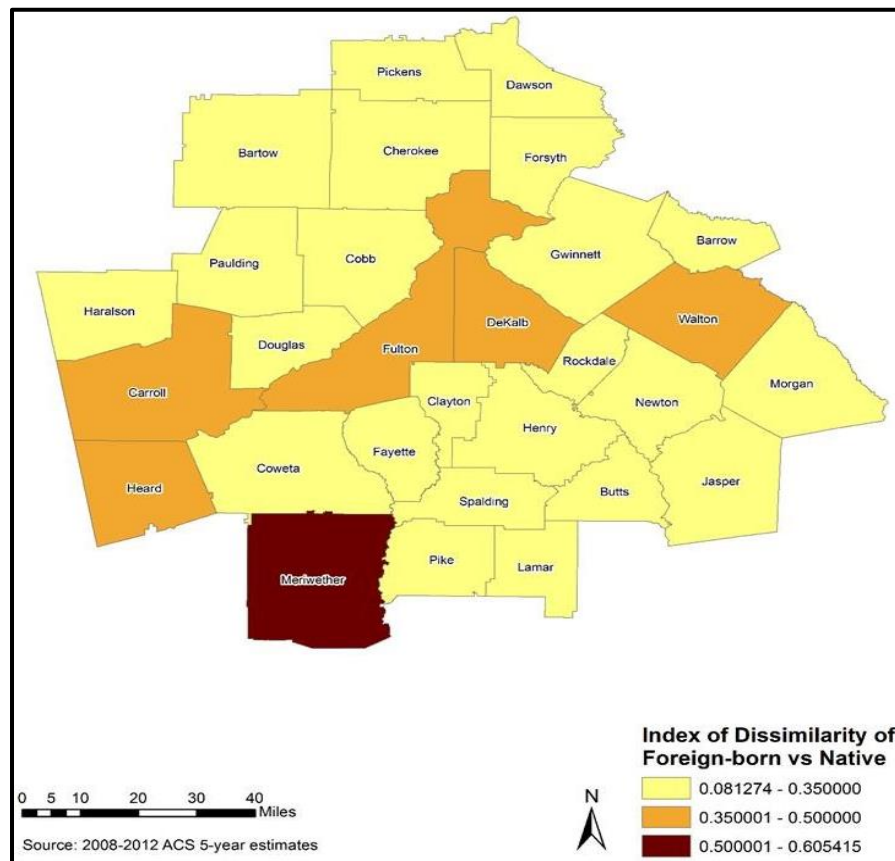 Pickens
Dawson
Bartow
Cherokee
Forsyth
Gwinnett
Barrow
Paulding
Cobb
Haralson
Douglas
Fulton
DeKalb
Walton
Rockdale
Carroll
Clayton
Newton
Morgan
Henry
Fayette
Coweta
Heard
Spalding
Butts
Jasper
Meriwether
Pike
Lamar
Index of Dissimilarity of
Foreign-born vs Native
0.081274 - 0.350000
0.350001 - 0.500000
0.500001 - 0.605415
0 5 10 20 30 40
Miles
N
Source: 2008-2012 ACS 5-year estimates